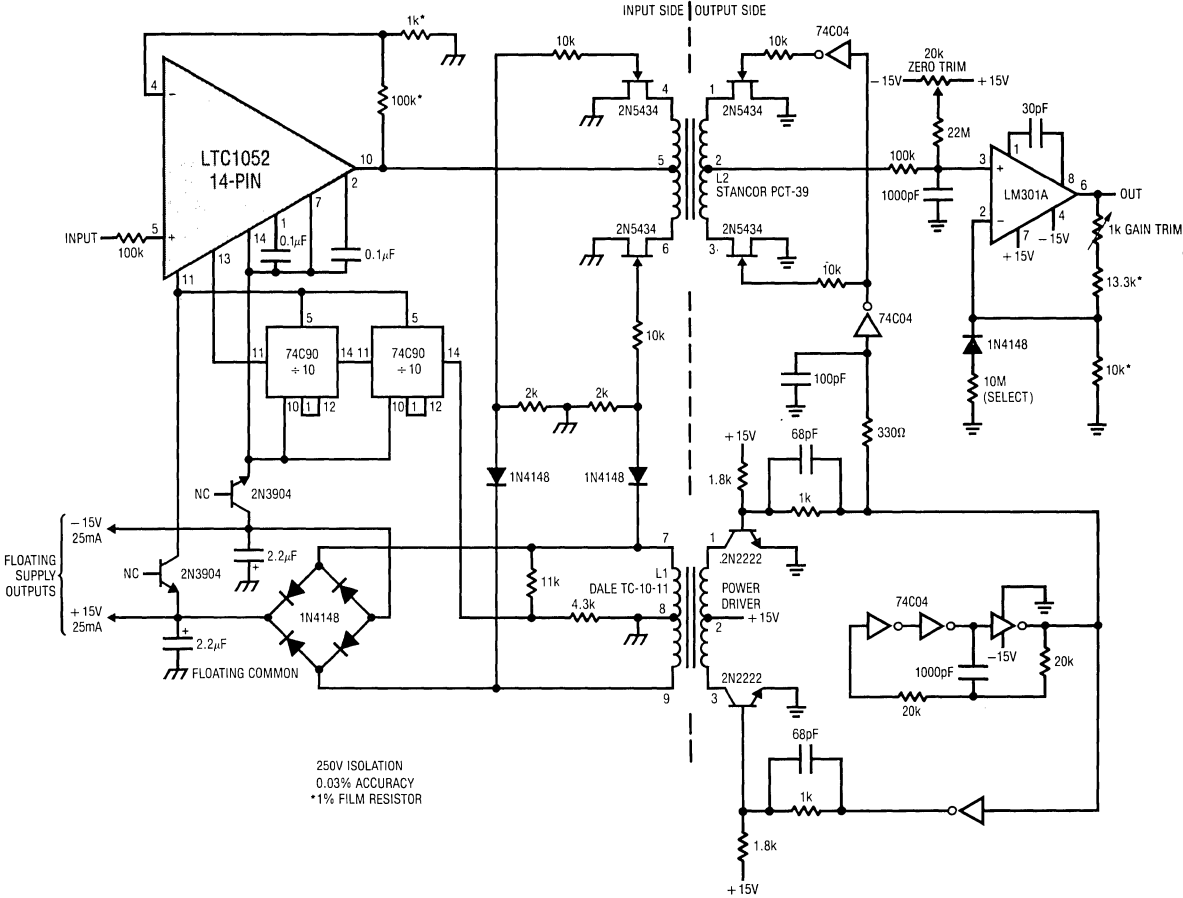 INPUT SIDE
OUTPUT SIDE
1k*
4
−
100k*
LTC1052
14-PIN
10
2
7
1
14
13
11
5
+
INPUT
100k
0.1µF
0.1µF
10k
4
2N5434
5
2N5434
6
10k
1
2N5434
10k
74C04
2
L2
STANCOR PCT-39
2N5434
3
10k
74C04
20k
ZERO TRIM
−15V
+15V
22M
100k
1000pF
30pF
3
+
1
8
LM301A
6
OUT
2
−
7
4
+15V
−15V
1k GAIN TRIM
13.3k*
10k*
1N4148
10M
(SELECT)
5
11
74C90
÷10
14
10
1
12
5
11
74C90
÷10
14
10
1
12
2k
2k
1N4148
1N4148
100pF
330Ω
+15V
1.8k
68pF
1k
NC
2N3904
−15V
25mA
FLOATING
SUPPLY
OUTPUTS
2.2µF
+
NC
2N3904
+15V
25mA
+
2.2µF
FLOATING COMMON
1N4148
11k
4.3k
7
L1
DALE TC-10-11
8
9
1
2N2222
POWER
DRIVER
+15V
2
2N2222
3
74C04
−15V
1000pF
20k
20k
68pF
1k
1.8k
+15V
250V ISOLATION
0.03% ACCURACY
*1% FILM RESISTOR